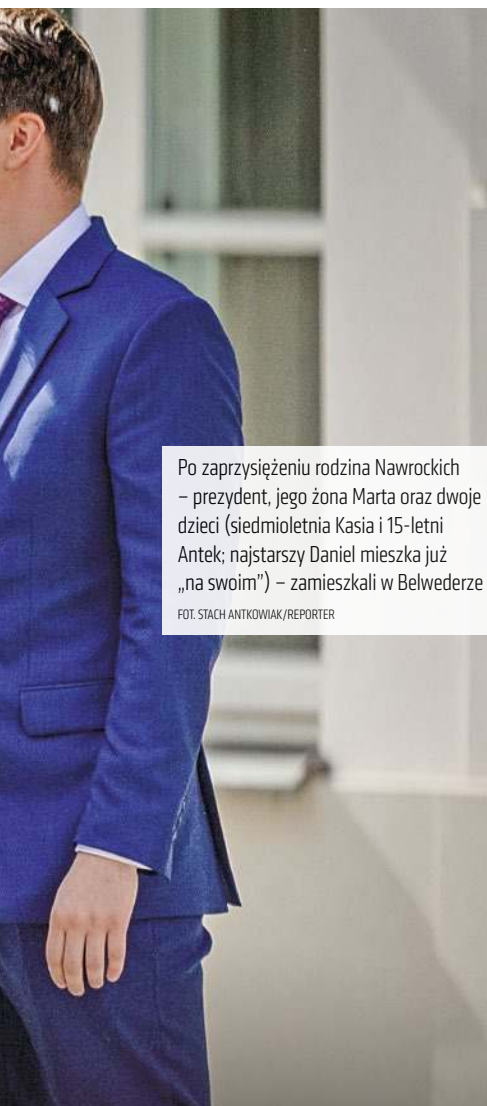 Po zaprzysiężeniu rodzina Nawrockich
– prezydent, jego żona Marta oraz dwoje
dzieci (siedmioletnia Kasia i 15-letni
Antek; najstarszy Daniel mieszka już
„na swoim”) – zamieszkali w Belwederze
FOT. STACH ANTKOWIAK/REPORTER